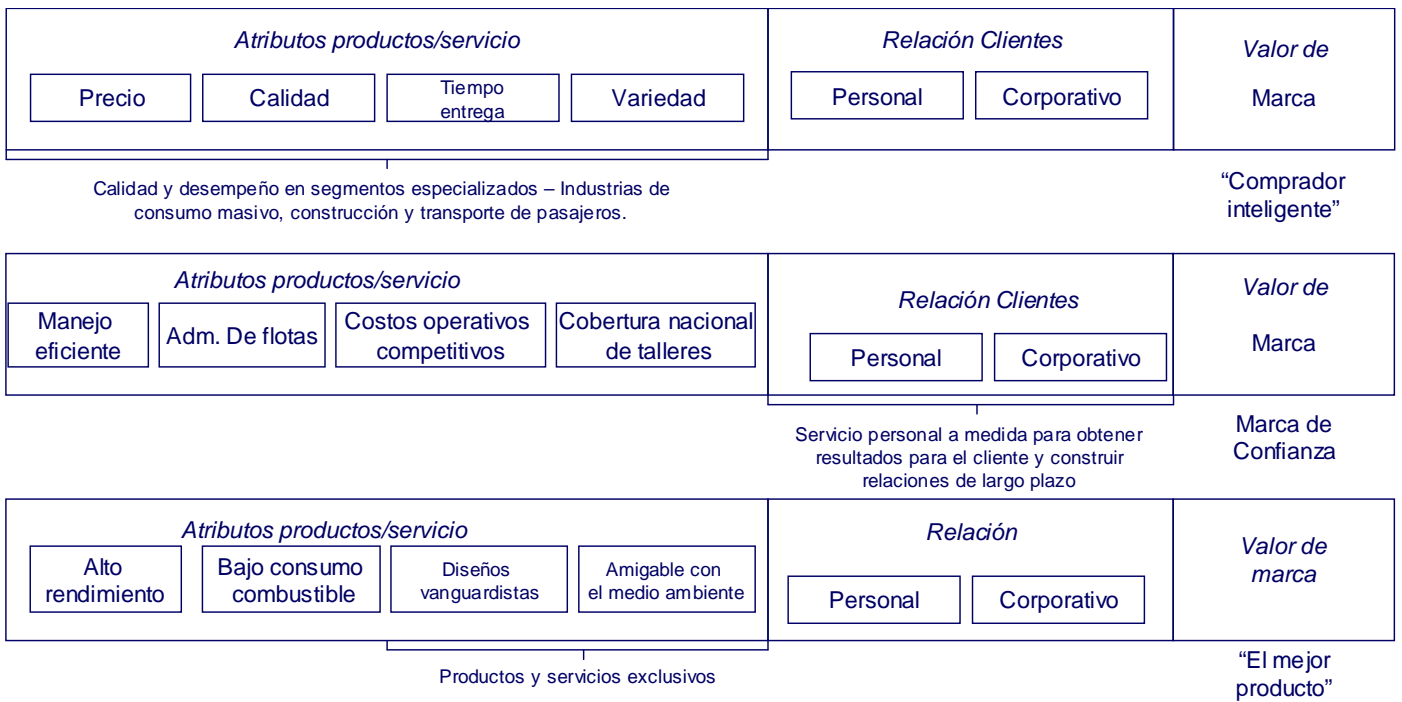 Atributos productos/servicio
Relación Clientes
Valor de
Marca
Precio
Calidad
Tiempo
entrega
Variedad
Personal
Corporativo
Calidad y desempeño en segmentos especializados – Industrias de
consumo masivo, construcción y transporte de pasajeros.
“Comprador
inteligente”
Atributos productos/servicio
Relación Clientes
Valor de
Marca
Manejo
eficiente
Adm. De flotas
Costos operativos
competitivos
Cobertura nacional
de talleres
Personal
Corporativo
Servicio personal a medida para obtener
resultados para el cliente y construir
relaciones de largo plazo
Marca de
Confianza
Atributos productos/servicio
Relación
Valor de
marca
Alto
rendimiento
Bajo consumo
combustible
Diseños
vanguardistas
Amigable con
el medio ambiente
Personal
Corporativo
Productos y servicios exclusivos
“El mejor
producto”